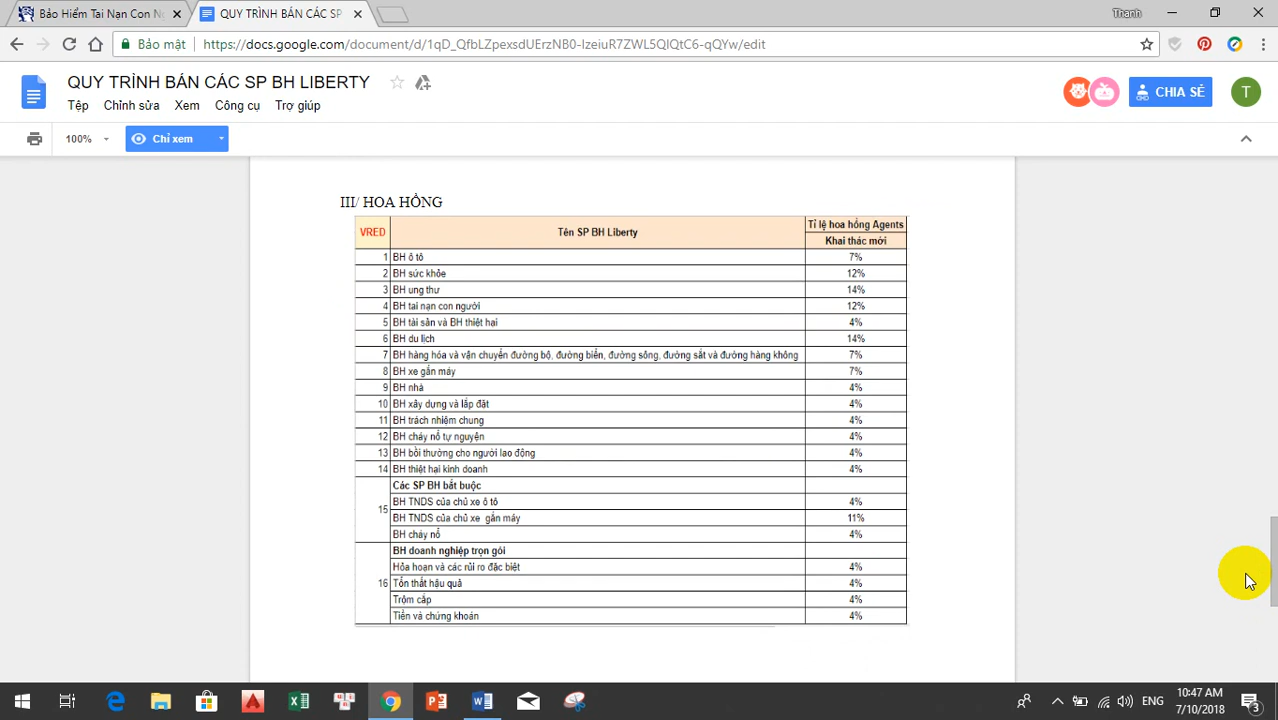 Bảo Hiểm Tai Nạn Con N
QUY TRÌNH BÁN CÁC SP
Thanh
Bảo mật
https://docs.google.com/document/d/1qD_QfbLZpexsdUErzNB0-IzeiuR7ZWL5QIQtC6-qQYw/edit
QUY TRÌNH BÁN CÁC SP BH LIBERTY
Tệp Chỉnh sửa Xem Công cụ Trợ giúp
CHIA SẺ
T
100%
Chỉ xem
III/ HOA HỒNG
VRED Tên SP BH Liberty Tỉ lệ hoa hồng Agents
Khai thác mới
1 BH ô tô 7%
2 BH sức khỏe 12%
3 BH ung thư 14%
4 BH tai nạn con người 12%
5 BH tài sản và BH thiệt hại 4%
6 BH du lịch 14%
7 BH hàng hóa và vận chuyển đường bộ, đường biển, đường sông, đường sắt và đường hàng không 7%
8 BH xe gắn máy 7%
9 BH nhà 4%
10 BH xây dựng và lắp đặt 4%
11 BH trách nhiêm chung 4%
12 BH cháy nổ tự nguyện 4%
13 BH bồi thường cho người lao động 4%
14 BH thiệt hại kinh doanh 4%
Các SP BH bắt buộc
BH TNDS của chủ xe ô tô 4%
15
BH TNDS của chủ xe gắn máy 11%
BH cháy nổ 4%
BH doanh nghiệp trọn gói
Hỏa hoạn và các rủi ro đặc biệt 4%
16 Tổn thất hậu quả 4%
Trộm cắp 4%
Tiền và chứng khoán 4%
ENG
10:47 AM
7/10/2018
3